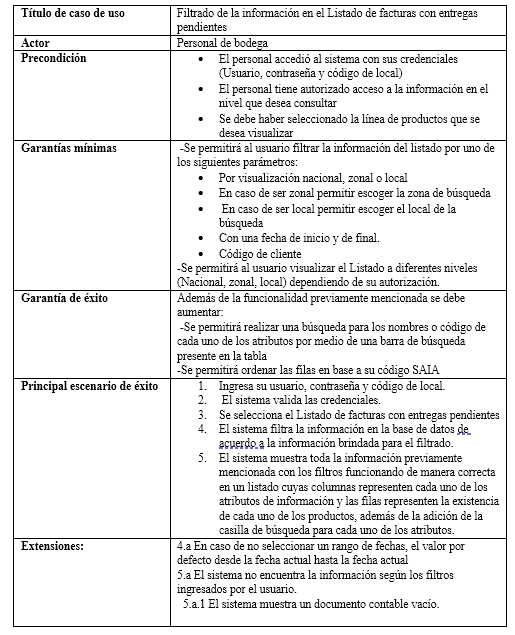 Título de caso de uso
Filtrado de la información en el Listado de facturas con entregas
pendientes
Actor
Personal de bodega
Precondición
• El personal accedió al sistema con sus credenciales
(Usuario, contraseña y código de local)
• El personal tiene autorizado acceso a la información en el
nivel que desea consultar
• Se debe haber seleccionado la línea de productos que se
desea visualizar
Garantías mínimas
-Se permitirá al usuario filtrar la información del listado por uno de
los siguientes parámetros:
• Por visualización nacional, zonal o local
• En caso de ser zonal permitir escoger la zona de búsqueda
• En caso de ser local permitir escoger el local de la
búsqueda
• Con una fecha de inicio y de final.
• Código de cliente
-Se permitirá al usuario visualizar el Listado a diferentes niveles
(Nacional, zonal, local) dependiendo de su autorización.
Garantía de éxito
Además de la funcionalidad previamente mencionada se debe
aumentar:
-Se permitirá realizar una búsqueda para los nombres o código de
cada uno de los atributos por medio de una barra de búsqueda
presente en la tabla
-Se permitirá ordenar las filas en base a su código SAIA
Principal escenario de éxito
1. Ingresa su usuario, contraseña y código de local.
2. El sistema valida las credenciales.
3. Se selecciona el Listado de facturas con entregas pendientes
4. El sistema filtra la información en la base de datos de
acuerdo a la información brindada para el filtrado.
5. El sistema muestra toda la información previamente
mencionada con los filtros funcionando de manera correcta
en un listado cuyas columnas representen cada uno de los
atributos de información y las filas representen la existencia
de cada uno de los productos, además de la adición de la
casilla de búsqueda para cada uno de los atributos.
Extensiones:
4.a En caso de no seleccionar un rango de fechas, el valor por
defecto desde la fecha actual hasta la fecha actual
5.a El sistema no encuentra la información según los filtros
ingresados por el usuario.
5.a.1 El sistema muestra un documento contable vacío.